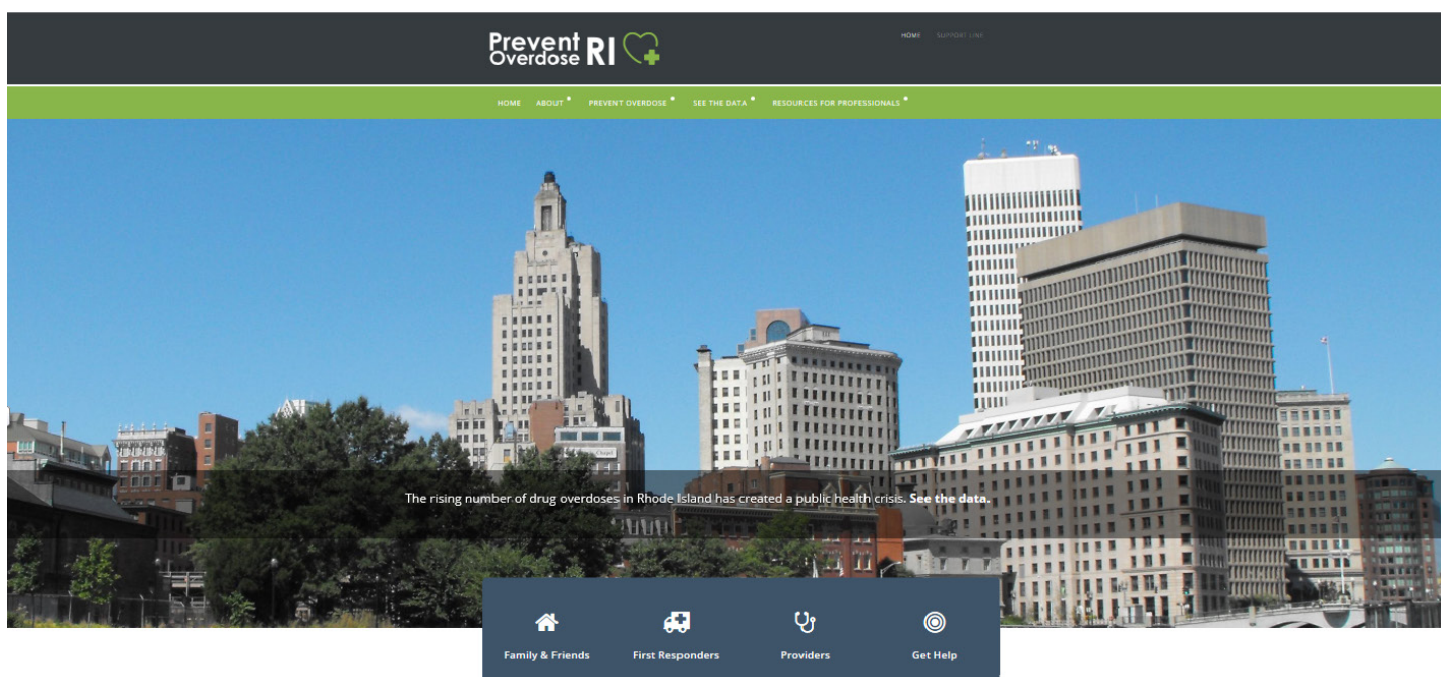 Prevent
Overdose RI
HOME SUPPORT LINK
HOME ABOUT PREVENT OVERDOSE SEE THE DATA RESOURCES FOR PROFESSIONALS
The rising number of drug overdoses in Rhode Island has created a public health crisis. See the data.
Family & Friends First Responders Providers Get Help